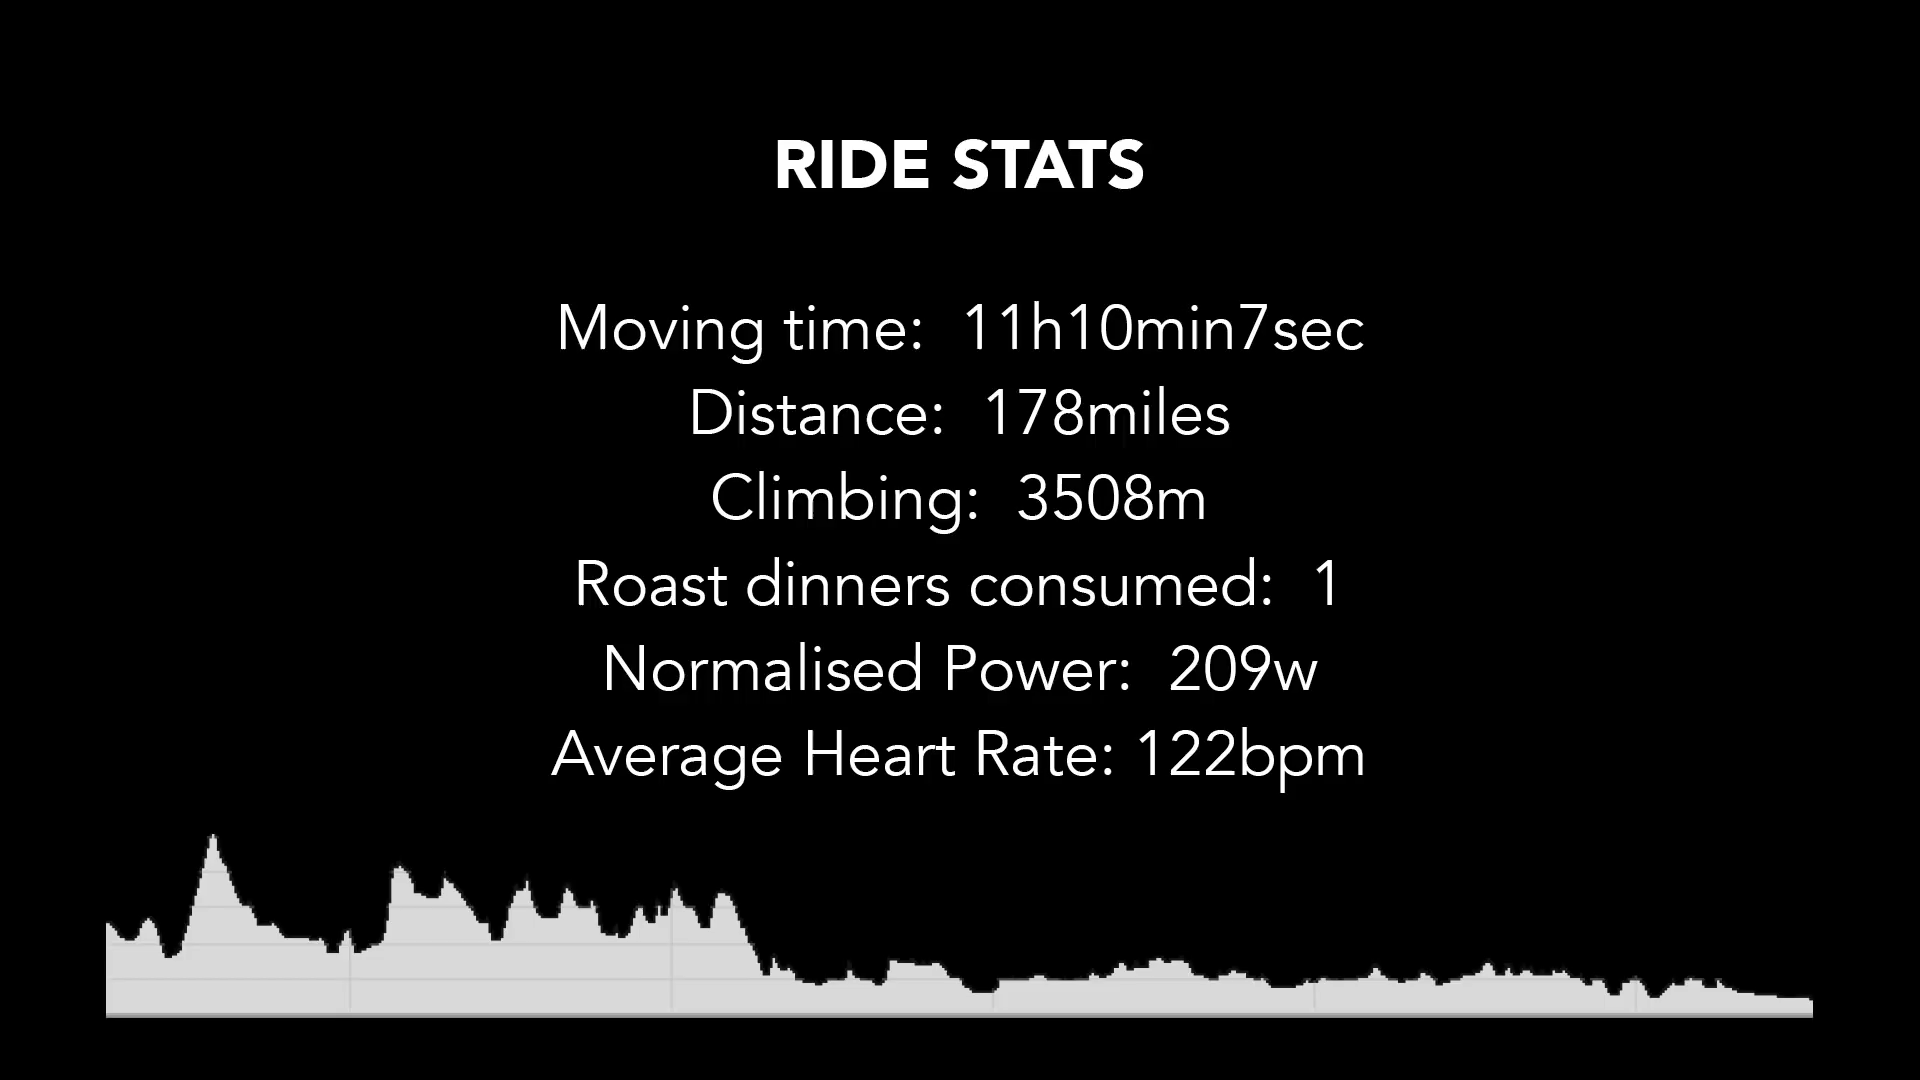 RIDE STATS
Moving time: 11h10min7sec
Distance: 178miles
Climbing: 3508m
Roast dinners consumed: 1
Normalised Power: 209w
Average Heart Rate: 122bpm